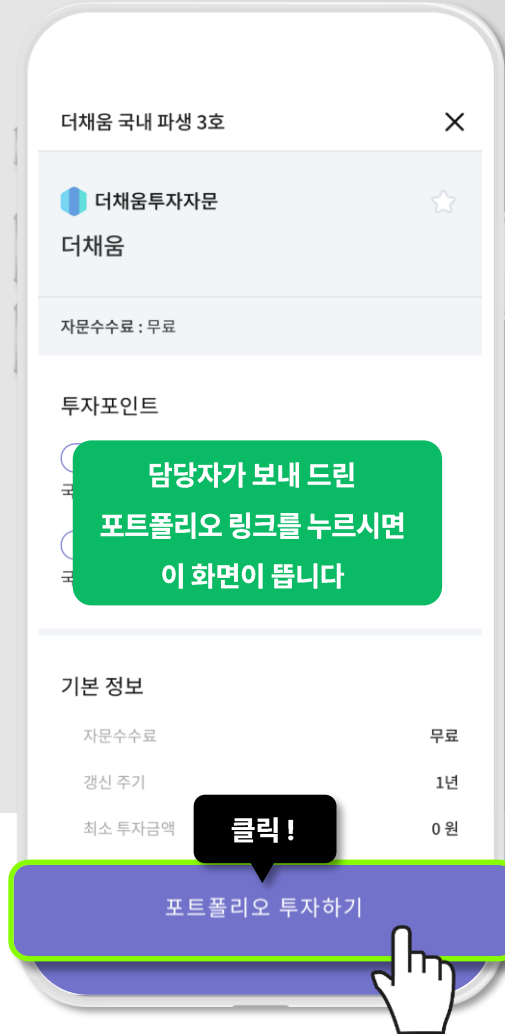 더채움 국내 파생 3호
더채움투자자문
더채움
자문수수료 : 무료
투자포인트
담당자가 보내 드린
포트폴리오 링크를 누르시면
이 화면이 뜹니다
기본 정보
자문수수료 무료
갱신 주기 1년
최소 투자금액 0 원
클릭 !
포트폴리오 투자하기